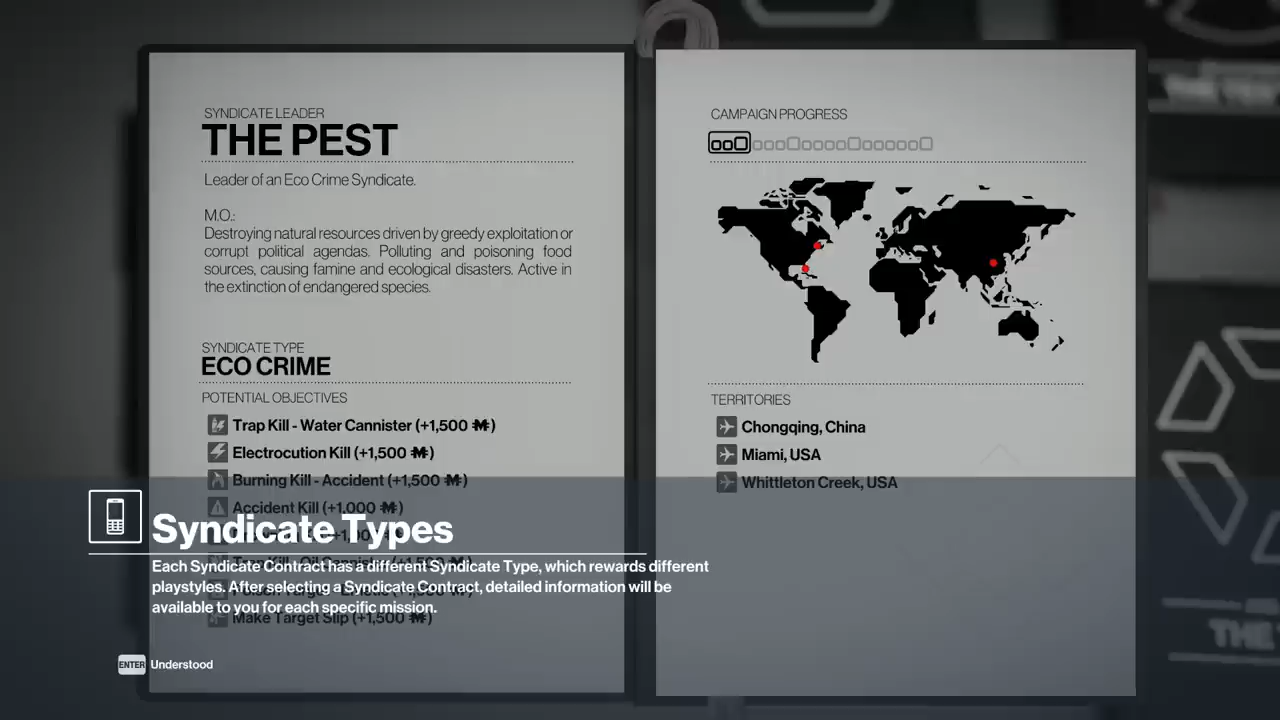 SYNDICATE LEADER
THE PEST
Leader of an Eco Crime Syndicate.
M.O.:
Destroying natural resources driven by greedy exploitation or
corrupt political agendas. Polluting and poisoning food
sources, causing famine and ecological disasters. Active in
the extinction of endangered species.
SYNDICATE TYPE
ECO CRIME
POTENTIAL OBJECTIVES
Trap Kill - Water Cannister (+1,500 M)
Electrocution Kill (+1,500 M)
Burning Kill - Accident (+1,500 M)
Accident Kill (+1,000 M)
Make Target Slip (+1,500 M)
CAMPAIGN PROGRESS
TERRITORIES
Chongqing, China
Miami, USA
Whittleton Creek, USA
Syndicate Types
Each Syndicate Contract has a different Syndicate Type, which rewards different
playstyles. After selecting a Syndicate Contract, detailed information will be
available to you for each specific mission.
ENTER Understood